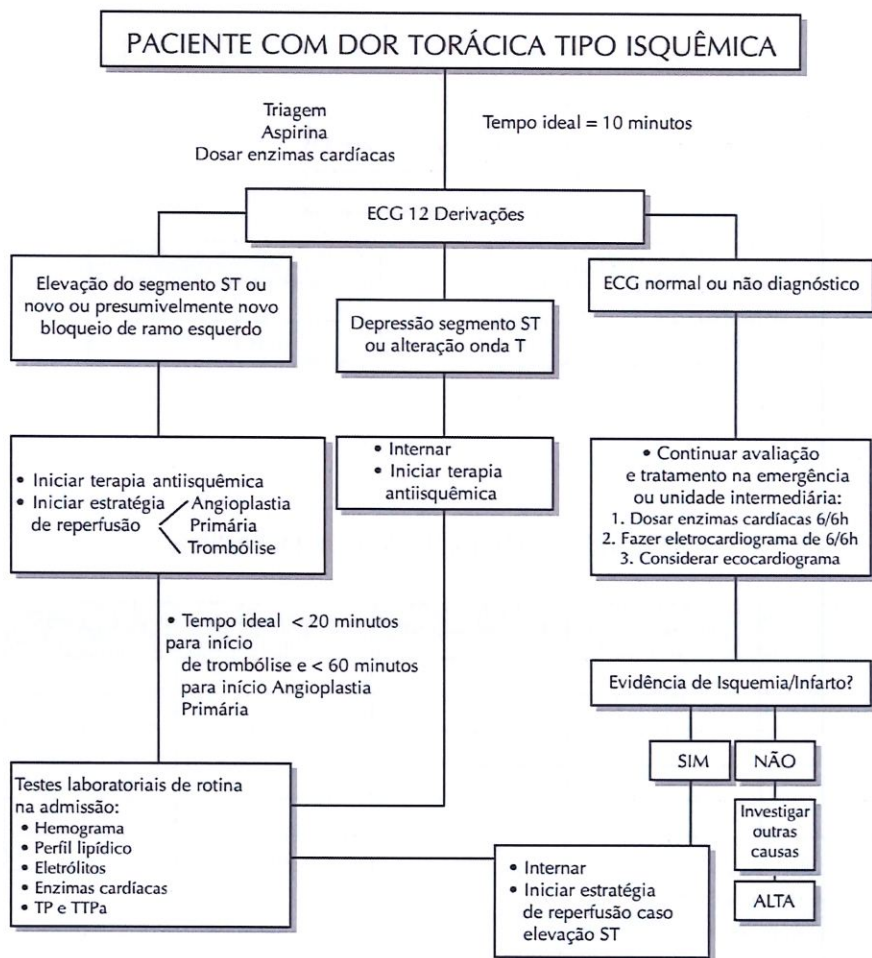 PACIENTE COM DOR TORÁCICA TIPO ISQUÊMICA
Triagem
Aspirina
Dosar enzimas cardíacas
Tempo ideal = 10 minutos
ECG 12 Derivações
Elevação do segmento ST ou
novo ou presumivelmente novo
bloqueio de ramo esquerdo
Depressão segmento ST
ou alteração onda T
ECG normal ou não diagnóstico
• Iniciar terapia antiisquêmica
• Iniciar estratégia
de reperfusão
Angioplastia
Primária
Trombólise
• Internar
• Iniciar terapia
antiisquêmica
• Continuar avaliação
e tratamento na emergência
ou unidade intermediária:
1. Dosar enzimas cardíacas 6/6h
2. Fazer eletrocardiograma de 6/6h
3. Considerar ecocardiograma
• Tempo ideal < 20 minutos
para início
de trombólise e < 60 minutos
para início Angioplastia
Primária
Evidência de Isquemia/Infarto?
SIM
NÃO
Testes laboratoriais de rotina
na admissão:
• Hemograma
• Perfil lipídico
• Eletrólitos
• Enzimas cardíacas
• TP e TTPa
• Internar
• Iniciar estratégia
de reperfusão caso
elevação ST
Investigar
outras
causas
ALTA